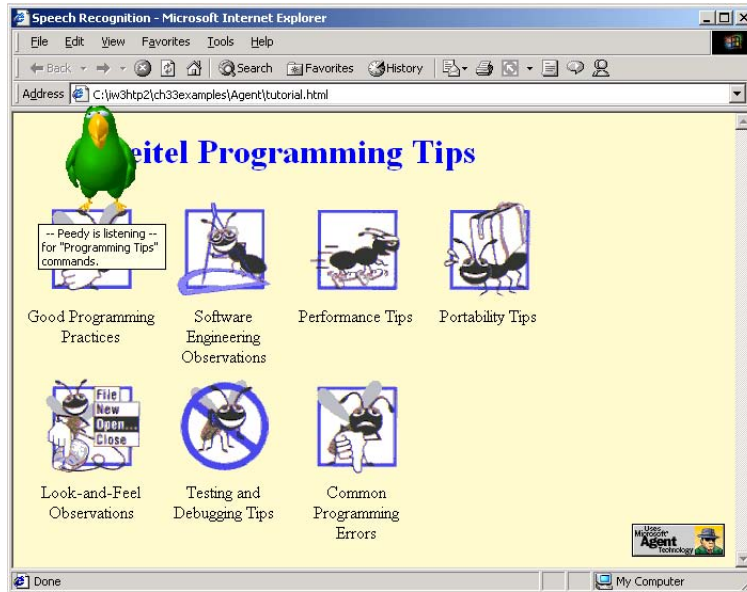 Speech Recognition - Microsoft Internet Explorer
File Edit View Favorites Tools Help
Back Search Favorites History
Address C:\iw3htp2\ch33examples\Agent\tutorial.html
eitel Programming Tips
-- Peedy is listening --
for "Programming Tips"
commands.
Good Programming
Practices
Software
Engineering
Observations
Performance Tips
Portability Tips
File
New
Open...
Close
Look-and-Feel
Observations
Testing and
Debugging Tips
Common
Programming
Errors
Uses
Microsoft
Agent
Technology
Done
My Computer